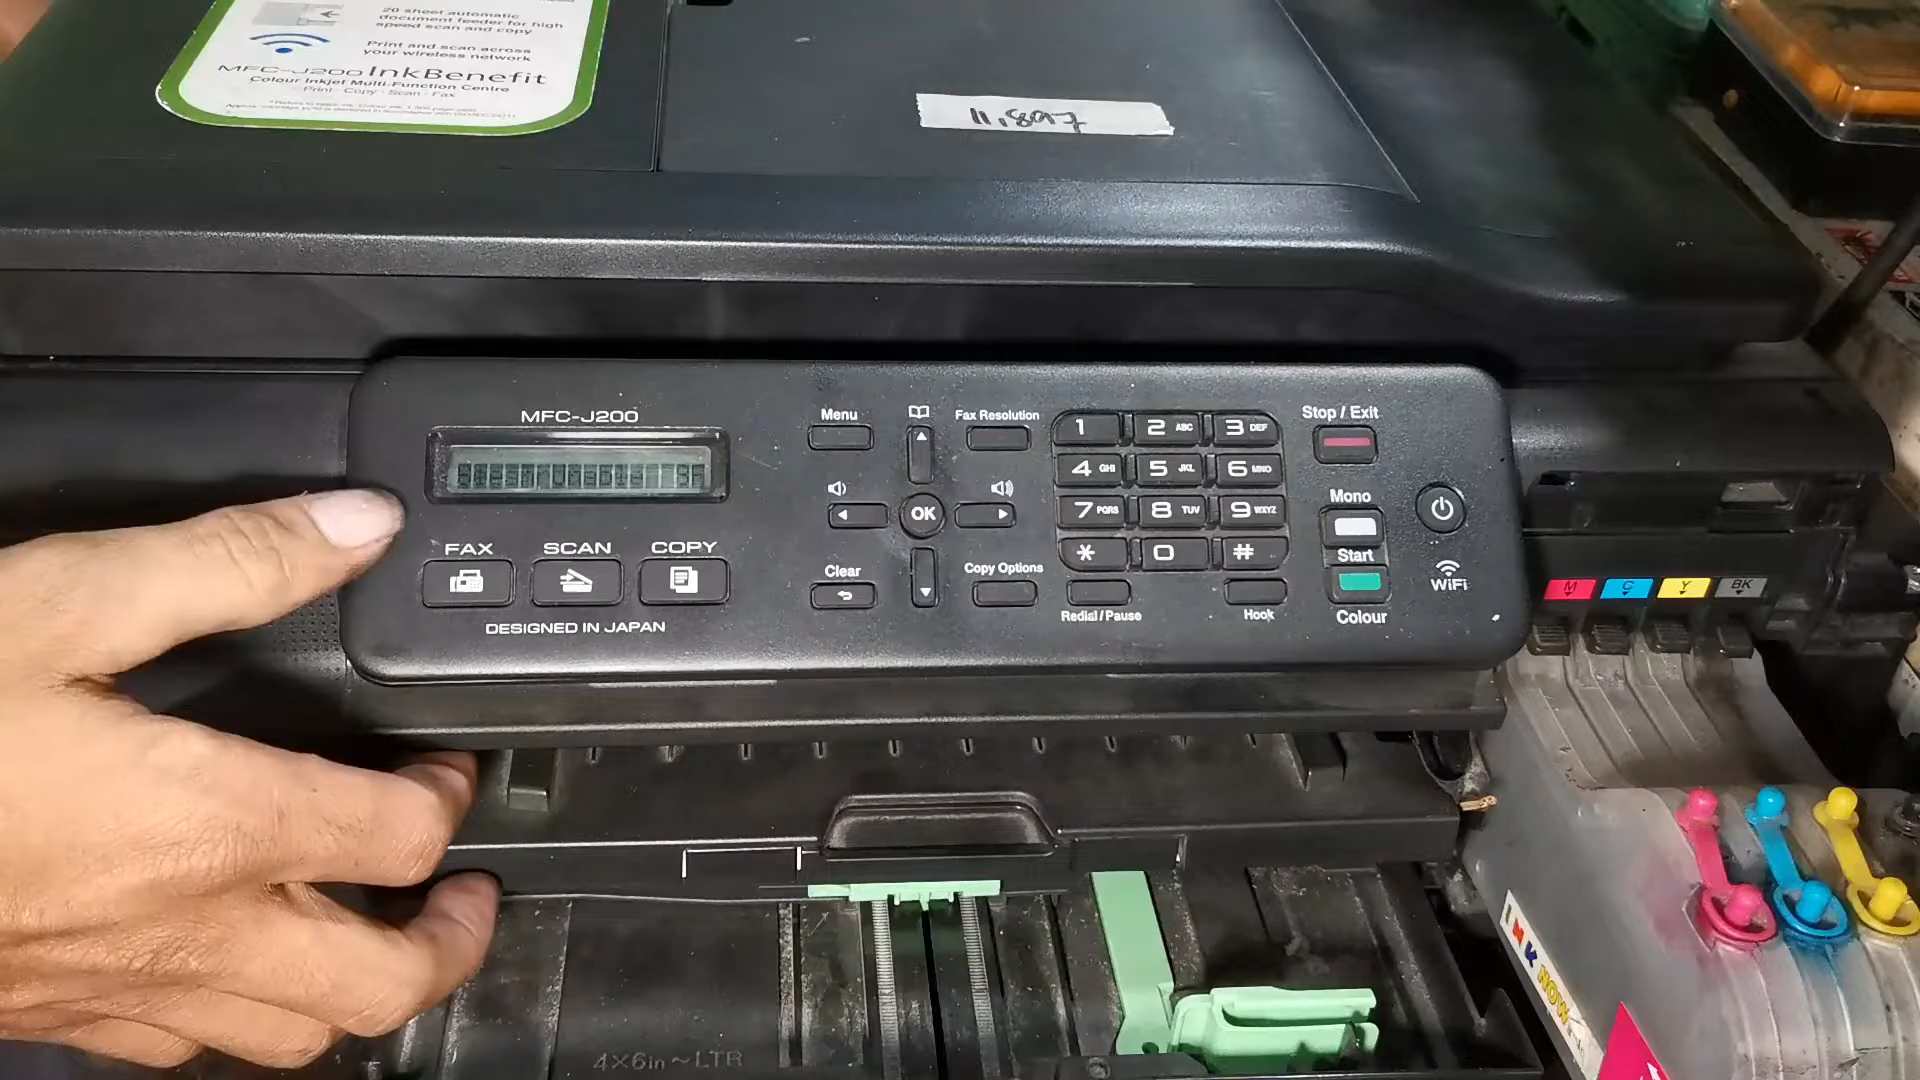 20 sheet automatic
document feeder for high
speed scan and copy
Print and scan across
your wireless network
MFC-J200 InkBenefit
Colour Inkjet Multi-Function Centre
Print · Copy · Scan · Fax
11,897
MFC-J200
FAX
SCAN
COPY
DESIGNED IN JAPAN
Menu
Fax Resolution
OK
Clear
Copy Options
1
2 ABC
3 DEF
4 GHI
5 JKL
6 MNO
7 PQRS
8 TUV
9 WXYZ
*
0
#
Redial / Pause
Hook
Stop / Exit
Mono
Start
Colour
WiFi
M
C
Y
BK
INK NOW
4X6in~LTR